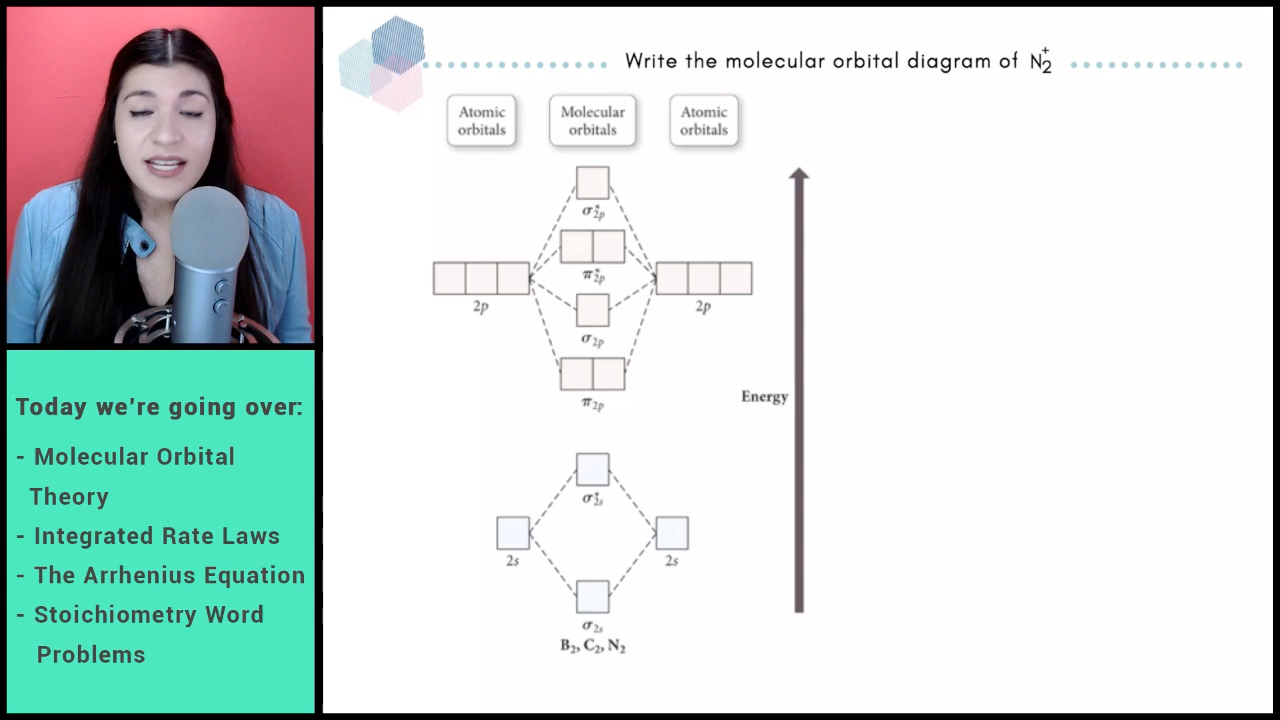 Write the molecular orbital diagram of N₂⁺
Atomic
orbitals
Molecular
orbitals
Atomic
orbitals
σ*₂p
π*₂p
2p
2p
σ₂p
π₂p
Energy
σ*₂s
2s
2s
σ₂s
B₂, C₂, N₂
Today we're going over:
- Molecular Orbital
Theory
- Integrated Rate Laws
- The Arrhenius Equation
- Stoichiometry Word
Problems